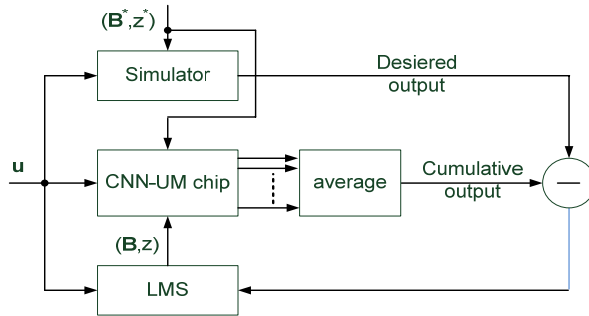 (B*,z*)
Simulator
Desiered
output
u
CNN-UM chip
average
Cumulative
output
(B,z)
LMS